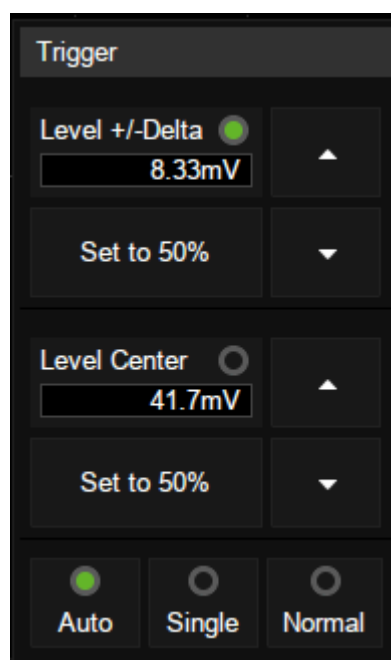 Trigger
Level +/-Delta
8.33mV
Set to 50%
Level Center
41.7mV
Set to 50%
Auto Single Normal